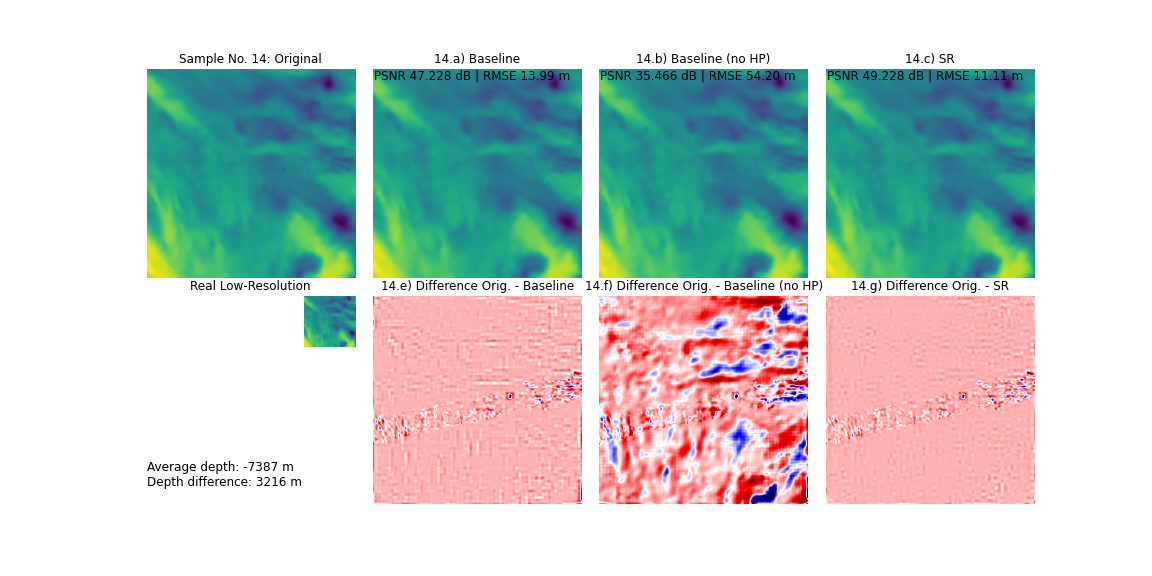 Sample No. 14: Original
14.a) Baseline
14.b) Baseline (no HP)
14.c) SR
PSNR 47.228 dB | RMSE 13.99 m
PSNR 35.466 dB | RMSE 54.20 m
PSNR 49.228 dB | RMSE 11.11 m
Real Low-Resolution
14.e) Difference Orig. - Baseline
14.f) Difference Orig. - Baseline (no HP)
14.g) Difference Orig. - SR
Average depth: -7387 m
Depth difference: 3216 m